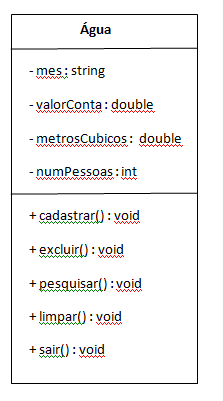 Água
- mes : string
- valorConta : double
- metrosCubicos :  double
- numPessoas : int
+ cadastrar() : void
+ excluir() : void
+ pesquisar() : void
+ limpar() : void
+ sair() : void